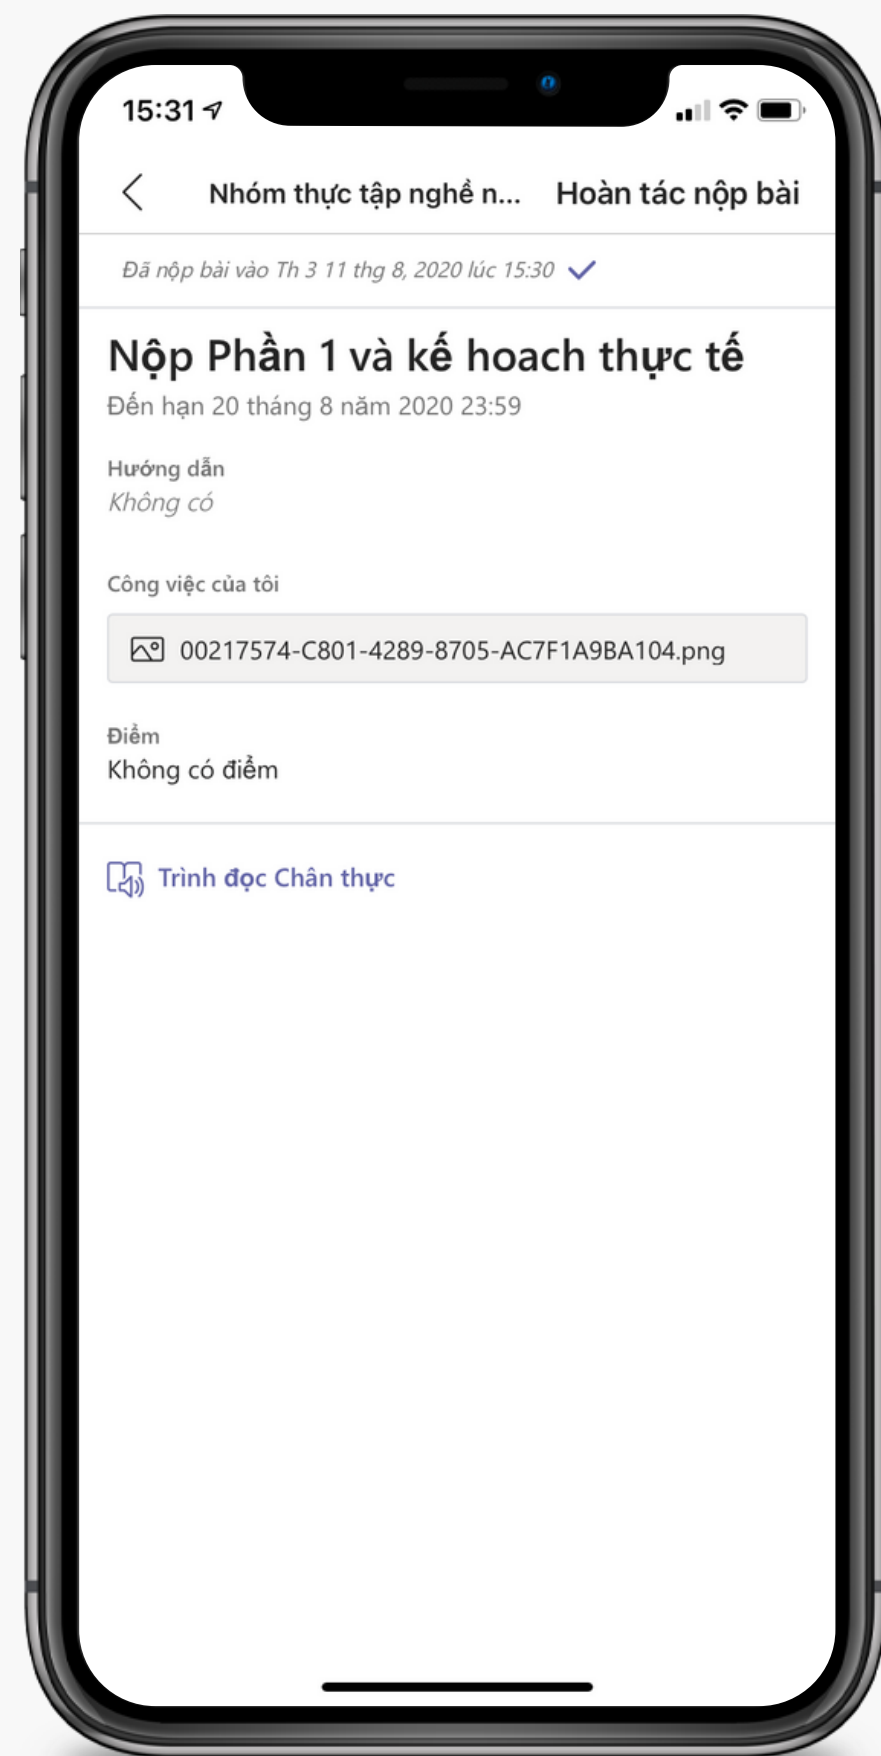 15:31
Nhóm thực tập nghề n... Hoàn tác nộp bài
Đã nộp bài vào Th 3 11 thg 8, 2020 lúc 15:30
Nộp Phần 1 và kế hoach thực tế
Đến hạn 20 tháng 8 năm 2020 23:59
Hướng dẫn
Không có
Công việc của tôi
00217574-C801-4289-8705-AC7F1A9BA104.png
Điểm
Không có điểm
Trình đọc Chân thực